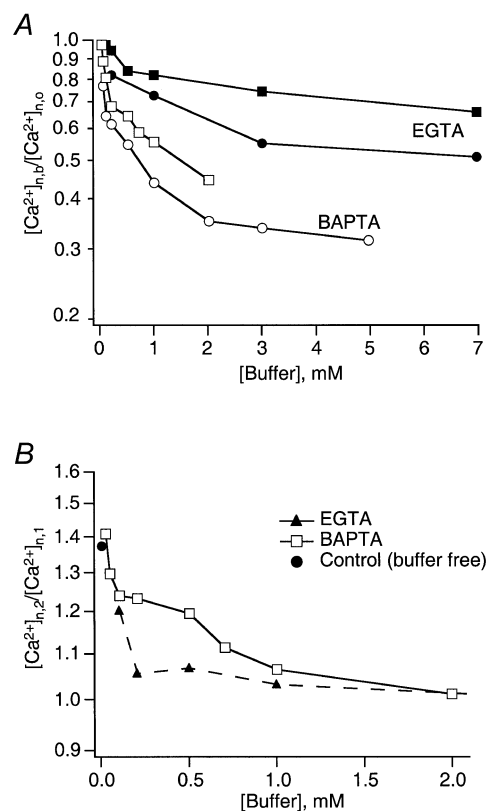 A
[Ca²⁺]n,b/[Ca²⁺]n,o
1.0
0.9
0.8
0.7
0.6
0.5
0.4
0.3
0.2
EGTA
BAPTA
0 1 2 3 4 5 6 7
[Buffer], mM
B
[Ca²⁺]n,2/[Ca²⁺]n,1
1.6
1.5
1.4
1.3
1.2
1.1
1.0
0.9
EGTA
BAPTA
Control (buffer free)
0.0 0.5 1.0 1.5 2.0
[Buffer], mM